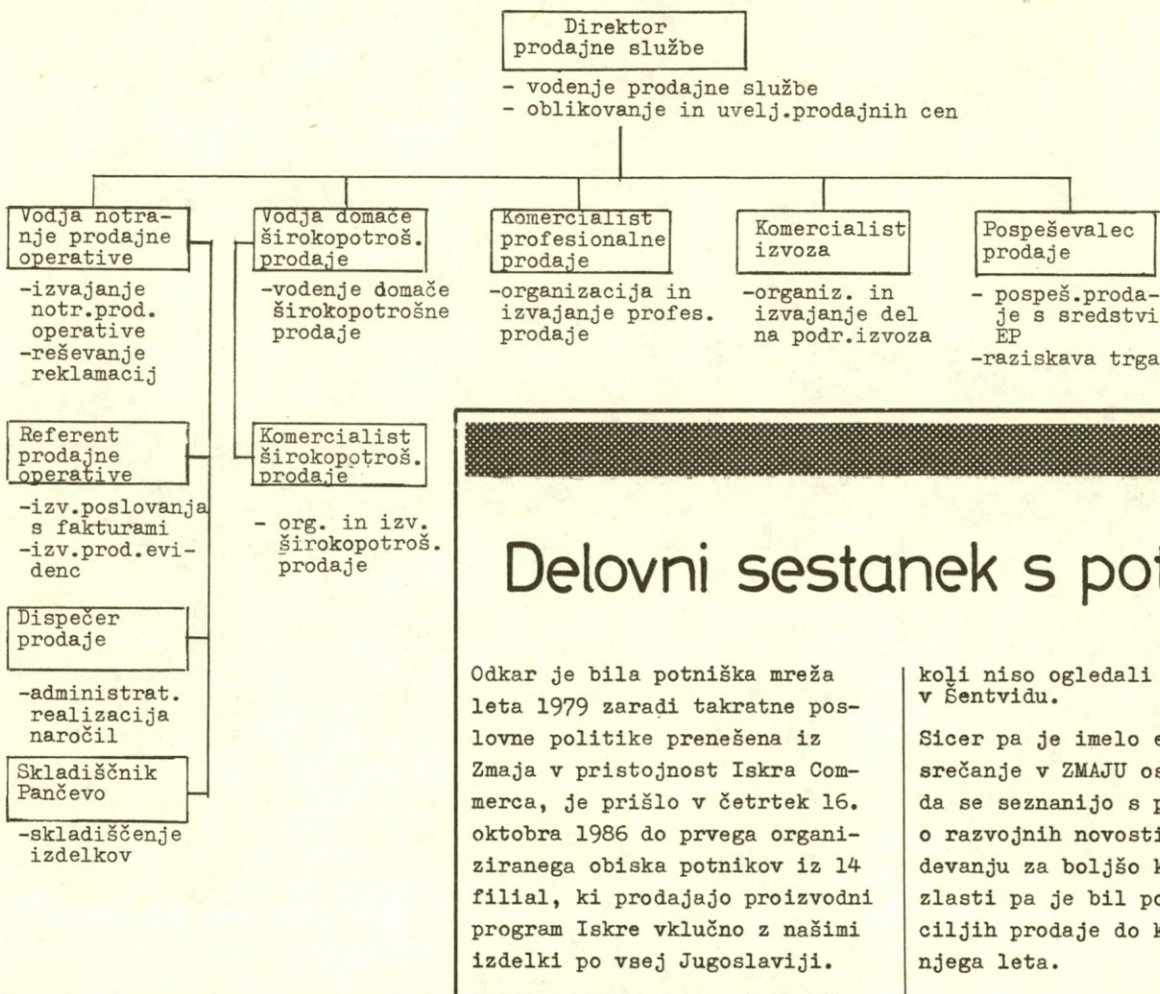 Direktor
prodajne službe
- vodenje prodajne službe
- oblikovanje in uvelj.prodajnih cen
Vodja notra-
nje prodajne
operative
-izvajanje
notr.prod.
operative
-reševanje
reklamacij
Referent
prodajne
operative
-izv.poslovanja
s fakturami
-izv.prod.evi-
denc
Dispečer
prodaje
-administrat.
realizacija
naročil
Skladiščnik
Pančevo
-skladiščenje
izdelkov
Vodja domače
širokopotroš.
prodaje
-vodenje domače
širokopotrošne
prodaje
Komercialist
širokopotroš.
prodaje
- org. in izv.
širokopotroš.
prodaje
Komercialist
profesionalne
prodaje
-organizacija in
izvajanje profes.
prodaje
Komercialist
izvoza
-organiz. in
izvajanje del
na podr.izvoza
Pospeševalec
prodaje
- pospeš.proda-
je s sredstvi
EP
-raziskava trga
Delovni sestanek s pot
Odkar je bila potniška mreža
leta 1979 zaradi takratne pos-
lovne politike prenešena iz
Zmaja v pristojnost Iskra Com-
merca, je prišlo v četrtek 16.
oktobra 1986 do prvega organi-
ziranega obiska potnikov iz 14
filial, ki prodajajo proizvodni
program Iskre vključno z našimi
izdelki po vsej Jugoslaviji.
koli niso ogledali
v Šentvidu.
Sicer pa je imelo e
srečanje v ZMAJU os
da se seznanijo s p
o razvojnih novosti
devanju za boljšo k
zlasti pa je bil po
ciljih prodaje do k
njega leta.